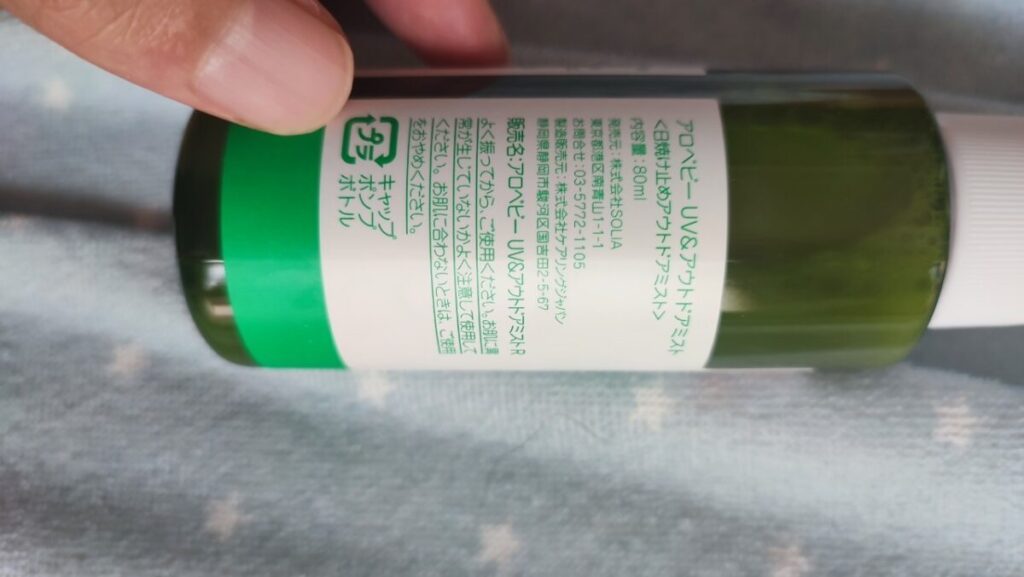 アロベビー UV&アウトドアミスト
<日焼け止めアウトドアミスト>
内容量:80ml
発売元:株式会社SOLIA
東京都港区南青山1-1-1
お問合せ:03-5772-1105
製造販売元:株式会社ケアリングジャパン
静岡県静岡市駿河区国吉田2-5-67
販売名:アロベビー UV&アウトドアミストR
よく振ってから、ご使用ください。お肌に異
常が生じていないかよく注意して使用して
ください。お肌に合わないときは、ご使用
をおやめください。
プラ
キャップ
ポンプ
ボトル